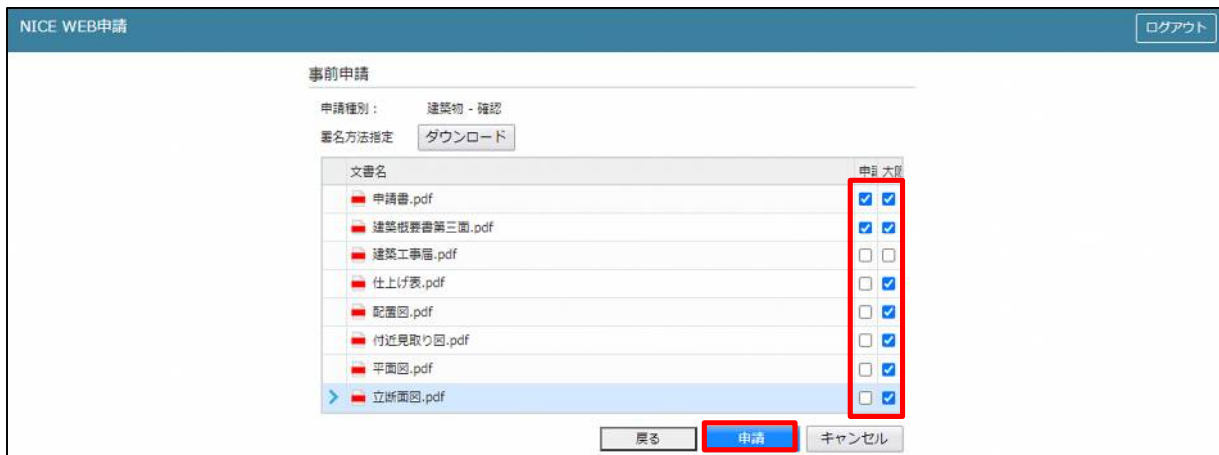 NICE WEB申請
ログアウト
事前申請
申請種別： 建築物 - 確認
署名方法指定 ダウンロード
文書名 申 大阪
申請書.pdf
建築概要書第三面.pdf
建築工事届.pdf
仕上げ表.pdf
配置図.pdf
付近見取り図.pdf
平面図.pdf
立断面図.pdf
戻る 申請 キャンセル